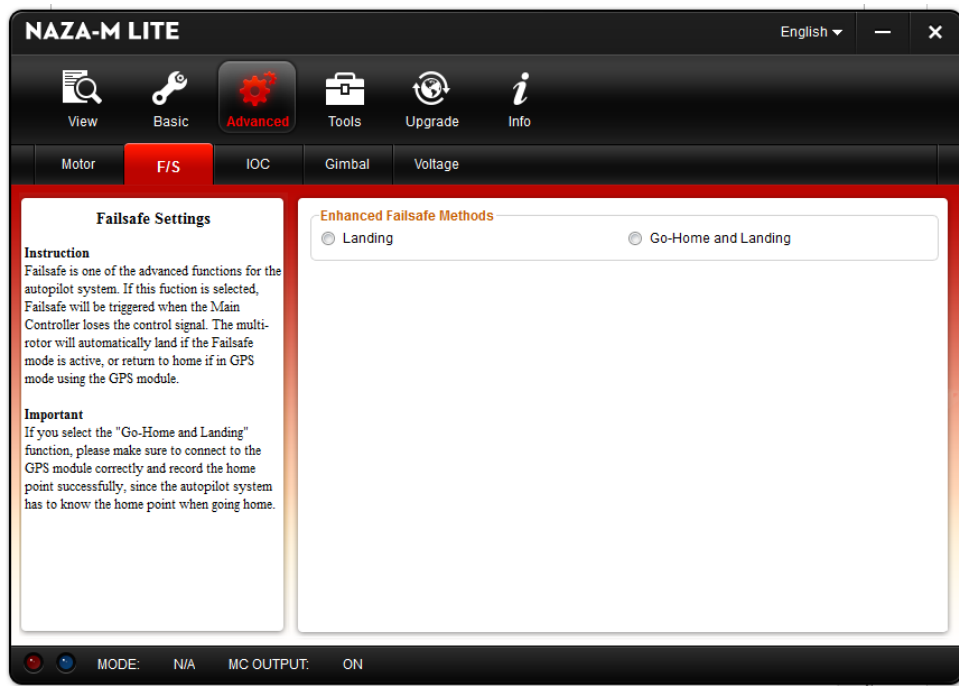 NAZA-M LITE
English
View Basic Advanced Tools Upgrade Info
Motor F/S IOC Gimbal Voltage
Failsafe Settings
Instruction
Failsafe is one of the advanced functions for the
autopilot system. If this fuction is selected,
Failsafe will be triggered when the Main
Controller loses the control signal. The multi-
rotor will automatically land if the Failsafe
mode is active, or return to home if in GPS
mode using the GPS module.
Important
If you select the "Go-Home and Landing"
function, please make sure to connect to the
GPS module correctly and record the home
point successfully, since the autopilot system
has to know the home point when going home.
Enhanced Failsafe Methods
Landing Go-Home and Landing
MODE: N/A MC OUTPUT: ON